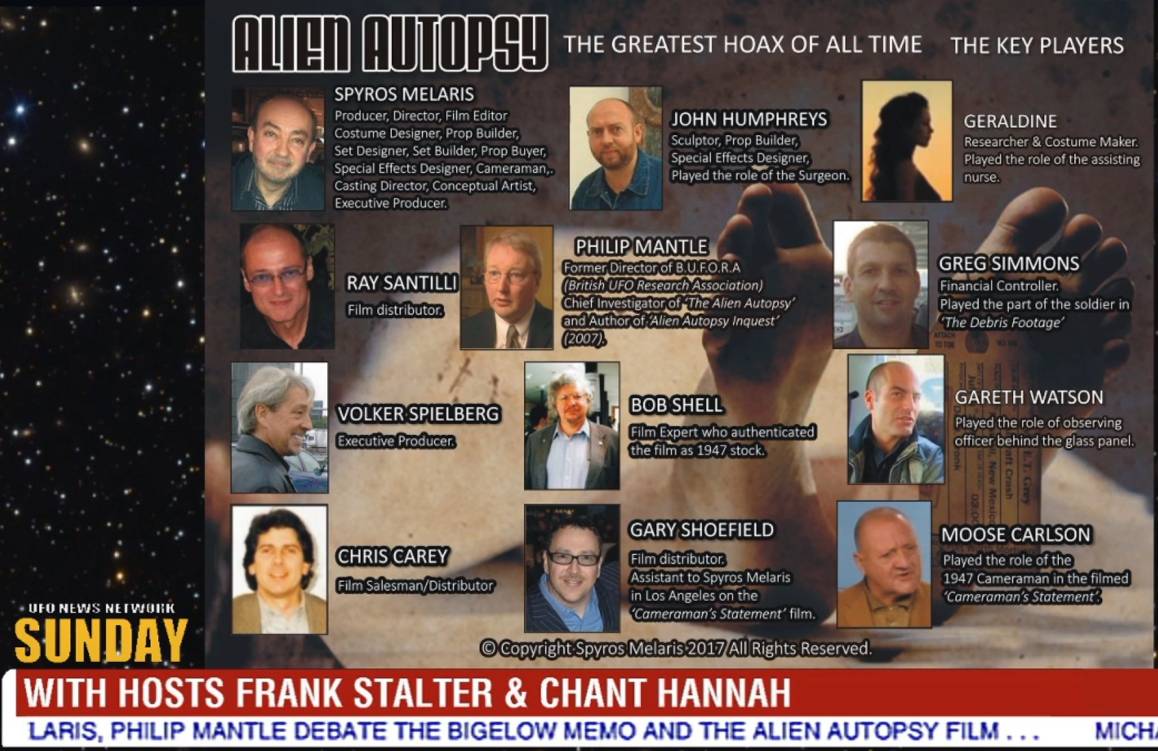 ALIEN AUTOPSY THE GREATEST HOAX OF ALL TIME THE KEY PLAYERS
SPYROS MELARIS
Producer, Director, Film Editor
Costume Designer, Prop Builder,
Set Designer, Set Builder, Prop Buyer,
Special Effects Designer, Cameraman,.
Casting Director, Conceptual Artist,
Executive Producer.
JOHN HUMPHREYS
Sculptor, Prop Builder,
Special Effects Designer,
Played the role of the Surgeon.
GERALDINE
Researcher & Costume Maker.
Played the role of the assisting
nurse.
RAY SANTILLI
Film distributor.
PHILIP MANTLE
Former Director of B.U.F.O.R.A
(British UFO Research Association)
Chief Investigator of 'The Alien Autopsy'
and Author of 'Alien Autopsy Inquest'
(2007).
GREG SIMMONS
Financial Controller.
Played the part of the soldier in
'The Debris Footage'
VOLKER SPIELBERG
Executive Producer.
BOB SHELL
Film Expert who authenticated
the film as 1947 stock.
GARETH WATSON
Played the role of observing
officer behind the glass panel.
CHRIS CAREY
Film Salesman/Distributor
GARY SHOEFIELD
Film distributor.
Assistant to Spyros Melaris
in Los Angeles on the
'Cameraman's Statement' film.
MOOSE CARLSON
Played the role of the
1947 Cameraman in the filmed
'Cameraman's Statement'.
E.T. Grey
© Copyright Spyros Melaris 2017 All Rights Reserved.
UFO NEWS NETWORK
SUNDAY
WITH HOSTS FRANK STALTER & CHANT HANNAH
LARIS, PHILIP MANTLE DEBATE THE BIGELOW MEMO AND THE ALIEN AUTOPSY FILM . . . MICHA